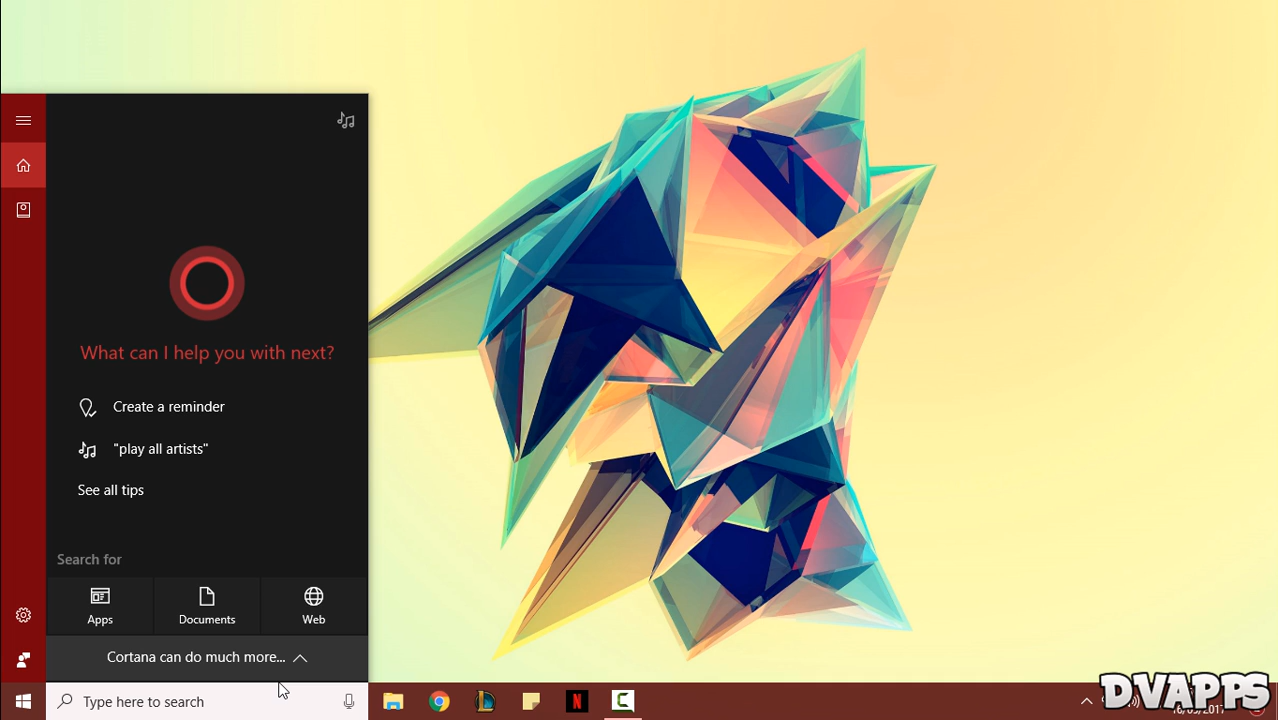 What can I help you with next?
Create a reminder
"play all artists"
See all tips
Search for
Apps
Documents
Web
Cortana can do much more...
Type here to search
DVAPPS